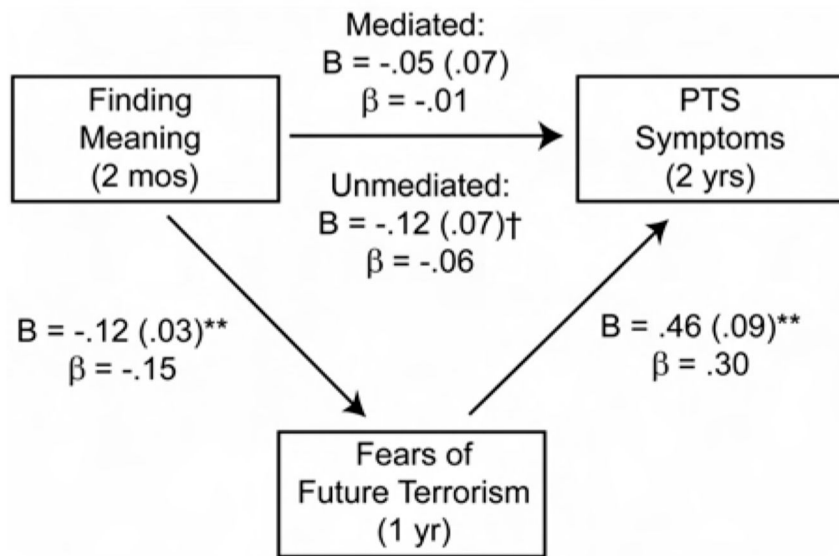 Mediated:
B = -.05 (.07)
β = -.01
Finding
Meaning
(2 mos)
PTS
Symptoms
(2 yrs)
Unmediated:
B = -.12 (.07)†
β = -.06
B = -.12 (.03)**
β = -.15
B = .46 (.09)**
β = .30
Fears of
Future Terrorism
(1 yr)